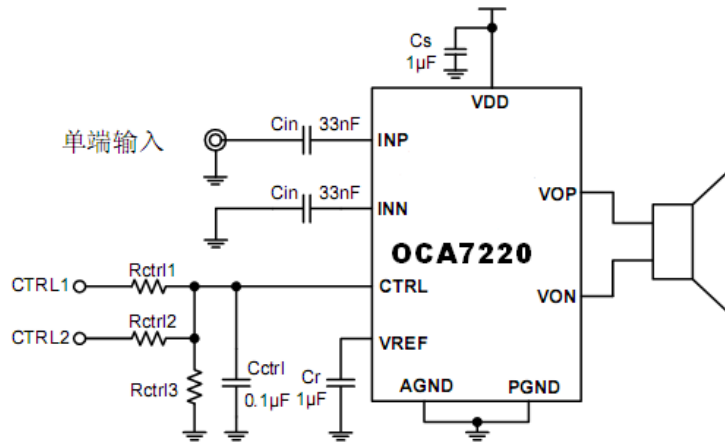 Cs
1μF
VDD
单端输入
Cin 33nF
INP
Cin 33nF
INN
VOP
OCA7220
CTRL1
Rctrl1
CTRL
VON
CTRL2
Rctrl2
VREF
Rctrl3
Cctrl
0.1μF
Cr
1μF
AGND
PGND